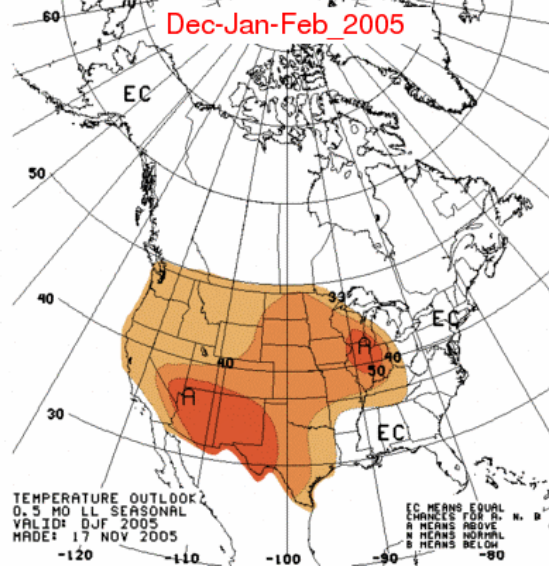 Dec-Jan-Feb_2005
60
70
EC
50
40
33
EC
40
A
40
50
A
30
EC
TEMPERATURE OUTLOOK
0.5 MO LL SEASONAL
VALID: DJF 2005
MADE: 17 NOV 2005
EC MEANS EQUAL
CHANCES FOR A, N, B
A MEANS ABOVE
N MEANS NORMAL
B MEANS BELOW
-120
-110
-100
-90
-80